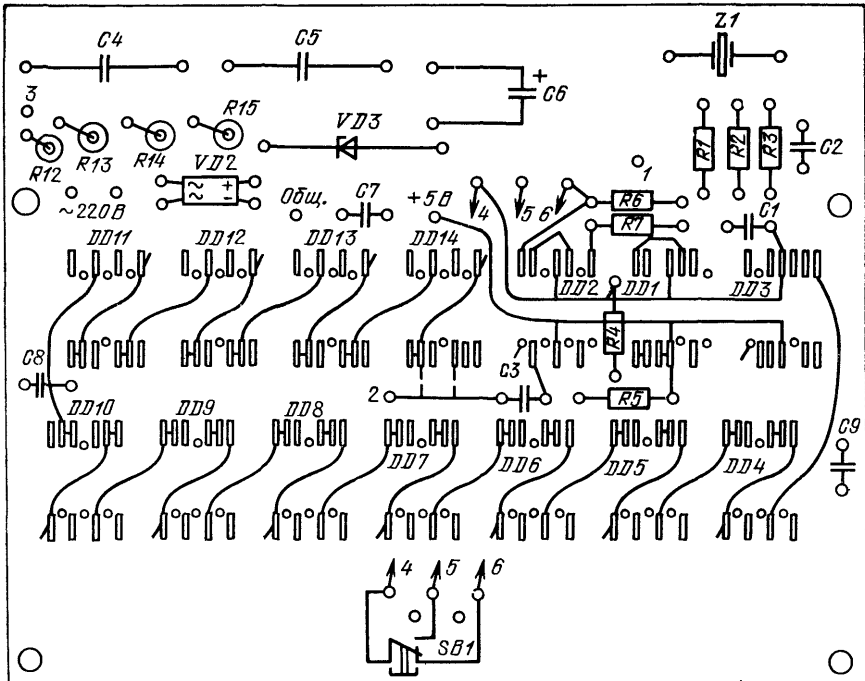 C4 C5 Z1
3 + C6
R12 R13 R14 R15 VD3 R1 R2 R3 C2
VD2 ~ ~ + −
~220В Общ. C7 +5В 4 5 6 1 R6
R7 C1
DD11 DD12 DD13 DD14 DD2 DD1 DD3
R4
C8 2 C3 R5
DD10 DD9 DD8 DD7 DD6 DD5 DD4 C9
4 5 6
SB1